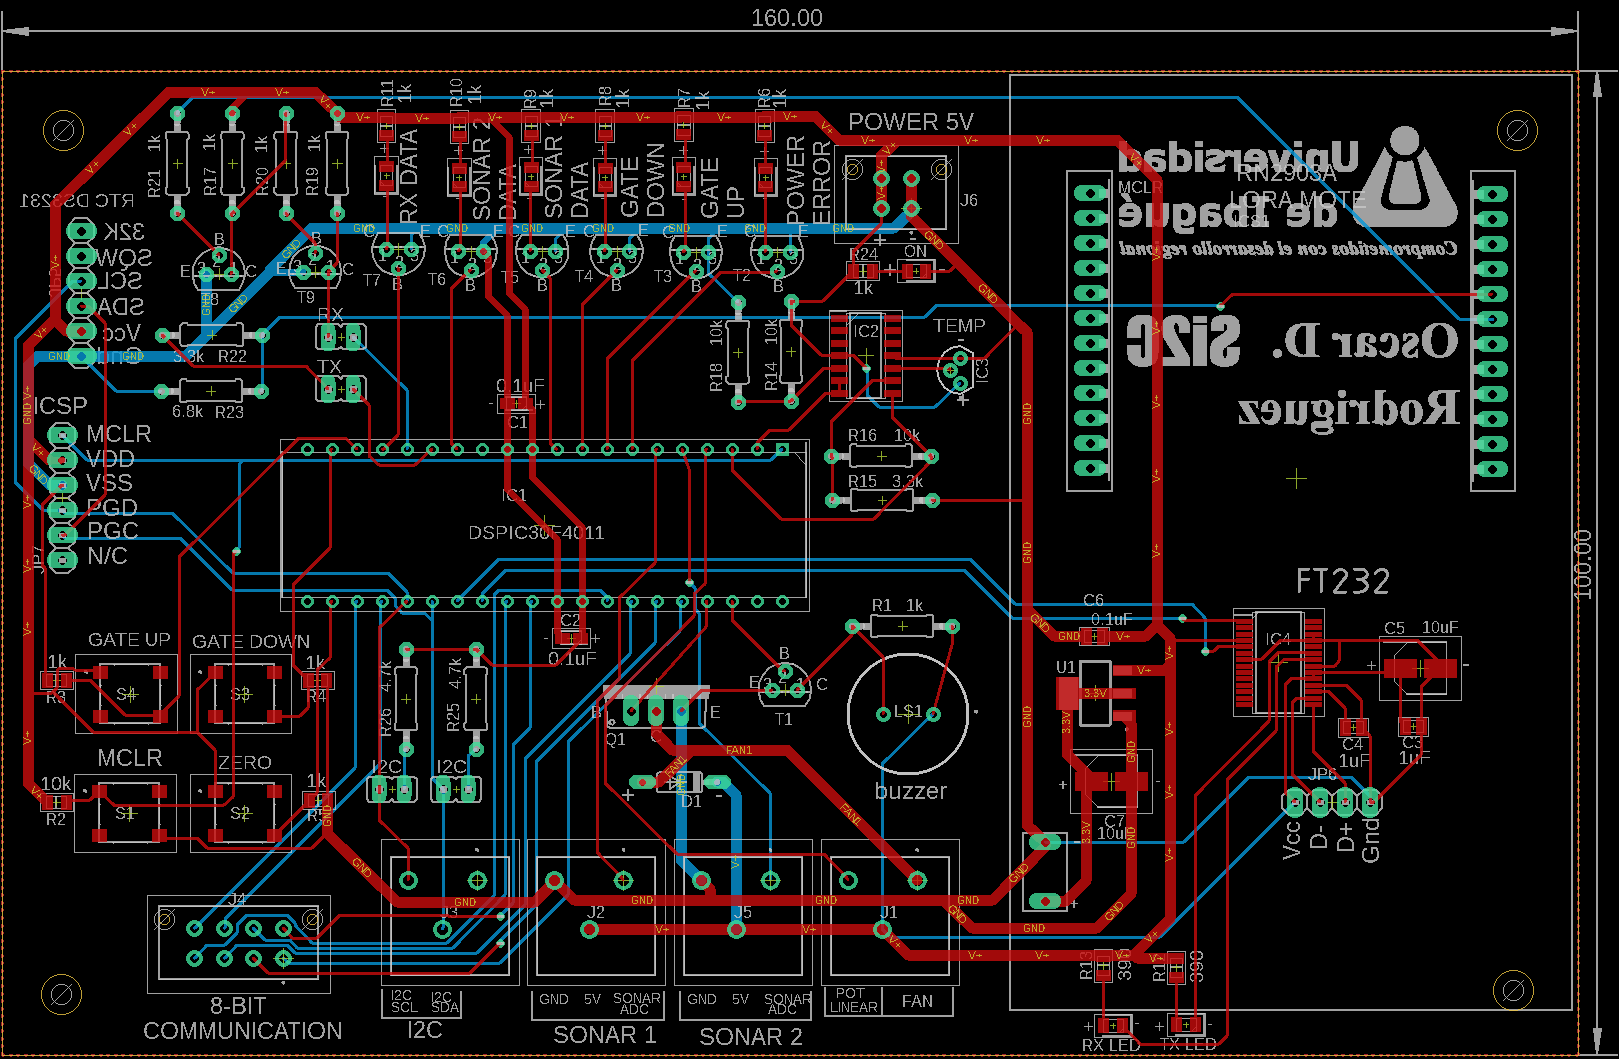 160.00
100.00
R11 1k
R10 1k
R9 1k
R8 1k
R7 1k
R6 1k
POWER 5V
R21 1k
R17 1k
R20 1k
R19 1k
RX DATA
SONAR 2 DATA
SONAR 1 DATA
GATE DOWN
GATE UP
POWER ERROR
J6
MCLR
RN2903A
LORA MOTE
Universidad
de Ibagué
Comprometidos con el desarrollo regional
RTC DS3231
32K
SQW
SCL
SDA
Vcc
Gnd
T9
T7
T6
T5
T4
T3
T2
R24
1k
ON
RX
TX
3.3k R22
6.8k R23
R18 10k
R14 10k
IC2
TEMP
IC3
Si2C
Oscar D.
Rodriguez
0.1uF
C1
ICSP
MCLR
VDD
VSS
PGD
PGC
N/C
JP7
R16 10k
R15 3.3k
IC1
DSPIC30F4011
FT232
C2
0.1uF
R1 1k
C6
0.1uF
IC4
C5 10uF
GATE UP
GATE DOWN
1k
R3
S4
S3
1k
R4
R26 4.7k
R25 4.7k
B C E
Q1
B
E C
T1
LS1
buzzer
U1
3.3V
C4
1uF
C3
1uF
JP6
Vcc
D-
D+
Gnd
MCLR
ZERO
10k
R2
S1
S2
1k
R5
I2C
I2C
FAN1
D1
C7
10uF
GND
V+
J4
J3
J2
J5
J1
8-BIT
COMMUNICATION
I2C SCL
I2C SDA
I2C
GND 5V SONAR ADC
SONAR 1
GND 5V SONAR ADC
SONAR 2
POT LINEAR
FAN
R13 390
390
RX LED
TX LED